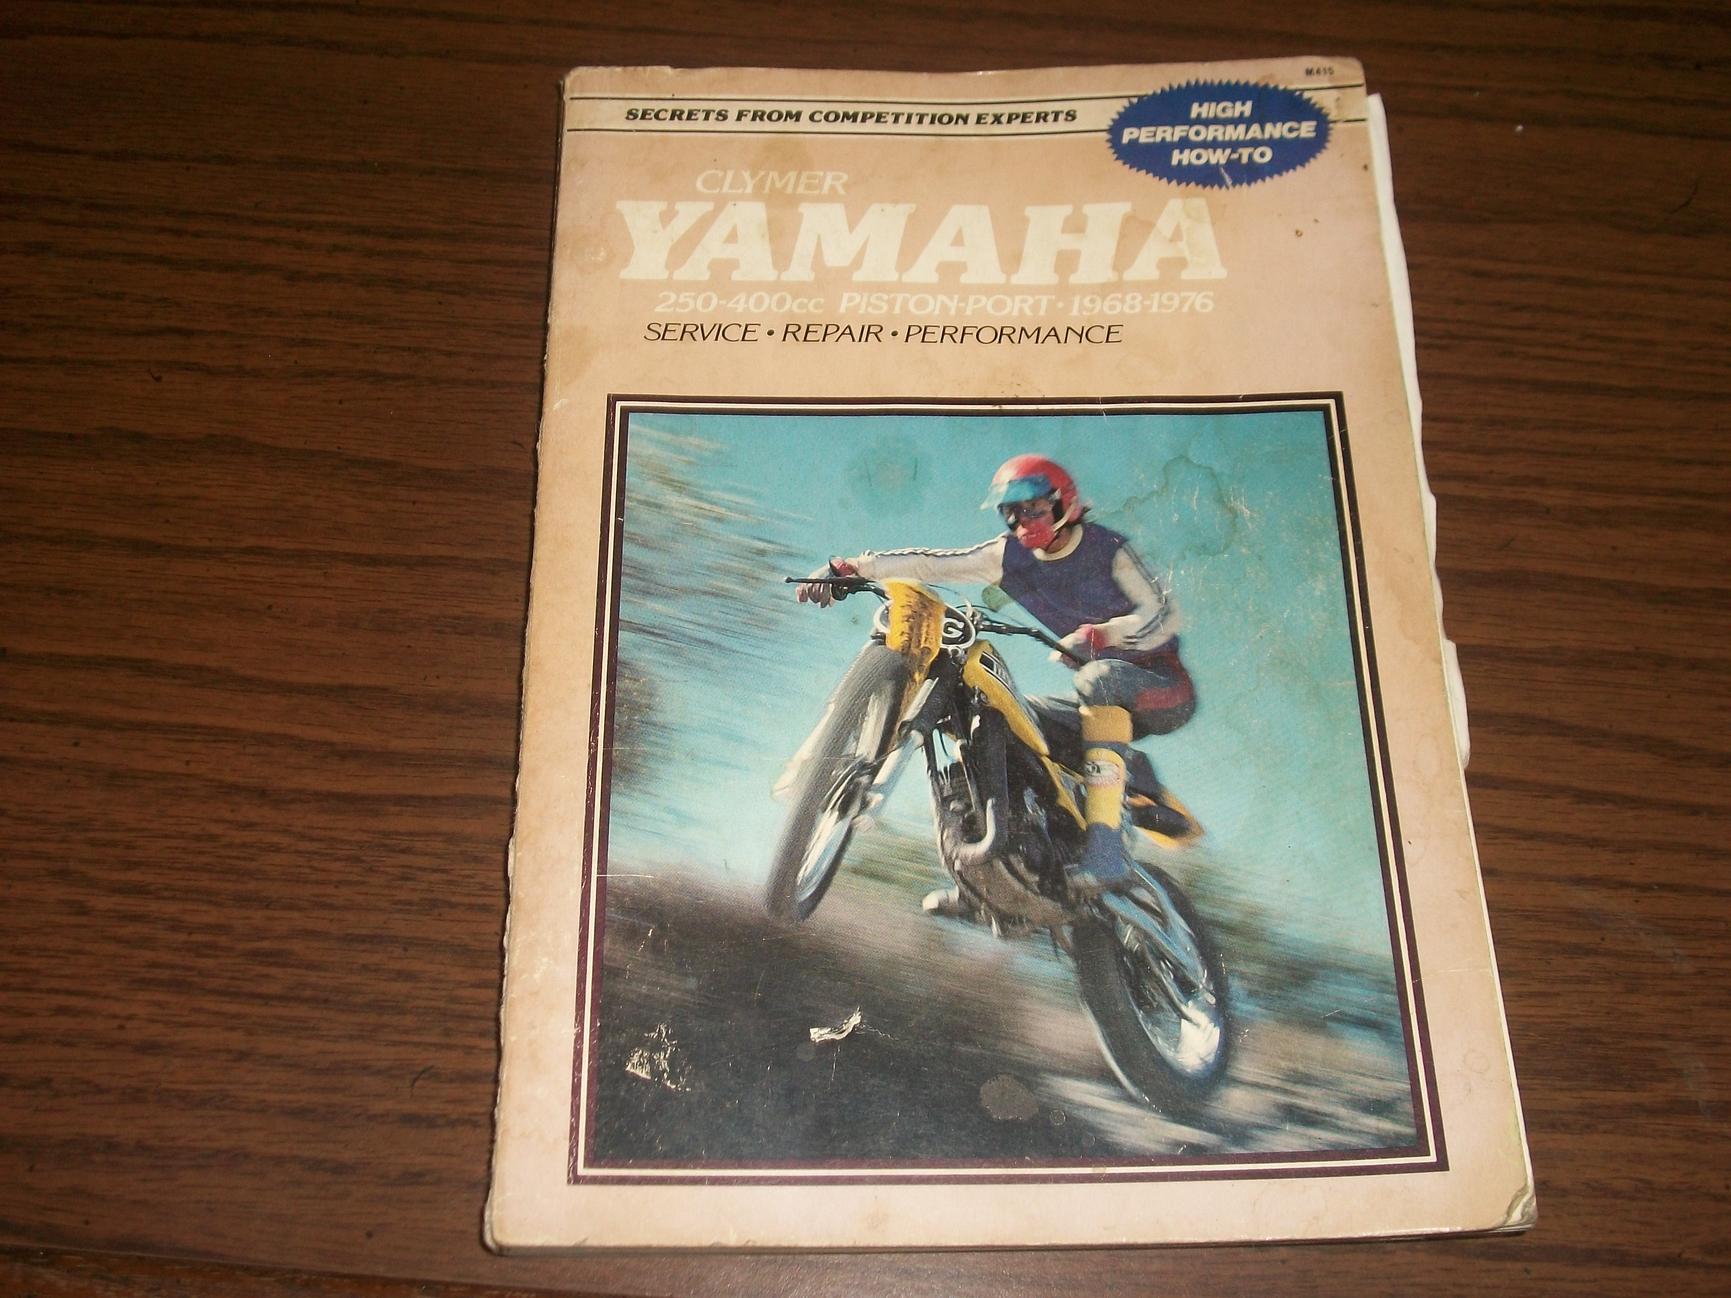 M415
SECRETS FROM COMPETITION EXPERTS
HIGH
PERFORMANCE
HOW-TO
CLYMER
YAMAHA
250-400cc PISTON-PORT • 1968-1976
SERVICE • REPAIR • PERFORMANCE